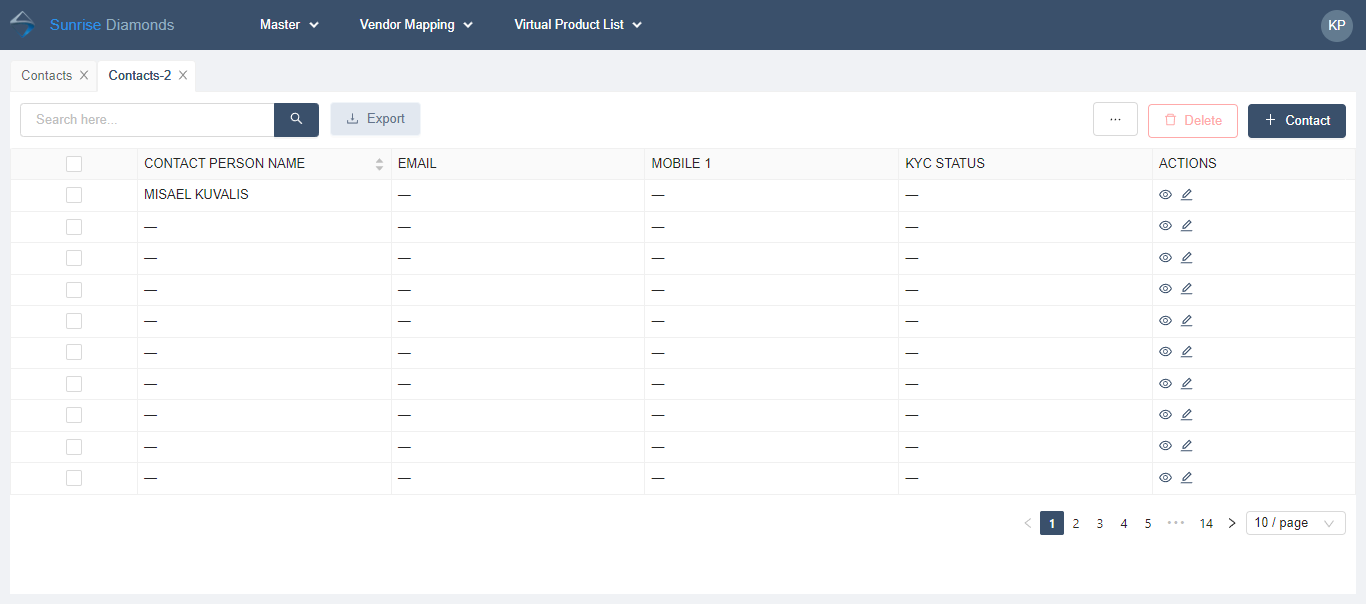 Sunrise Diamonds Master Vendor Mapping Virtual Product List KP
Contacts Contacts-2
Search here... Export ... Delete + Contact
CONTACT PERSON NAME EMAIL MOBILE 1 KYC STATUS ACTIONS
MISAEL KUVALIS — — —
— — — —
— — — —
— — — —
— — — —
— — — —
— — — —
— — — —
— — — —
— — — —
< 1 2 3 4 5 ••• 14 > 10 / page